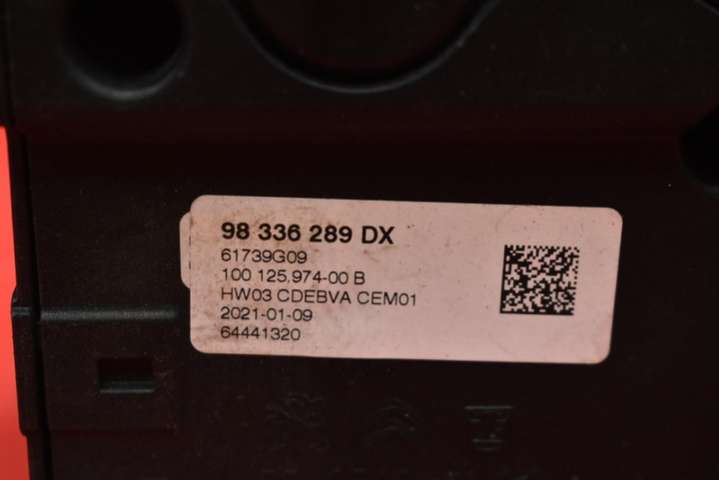 98 336 289 DX
61739G09
100 125.974-00 B
HW03 CDEBVA CEM01
2021-01-09
64441320